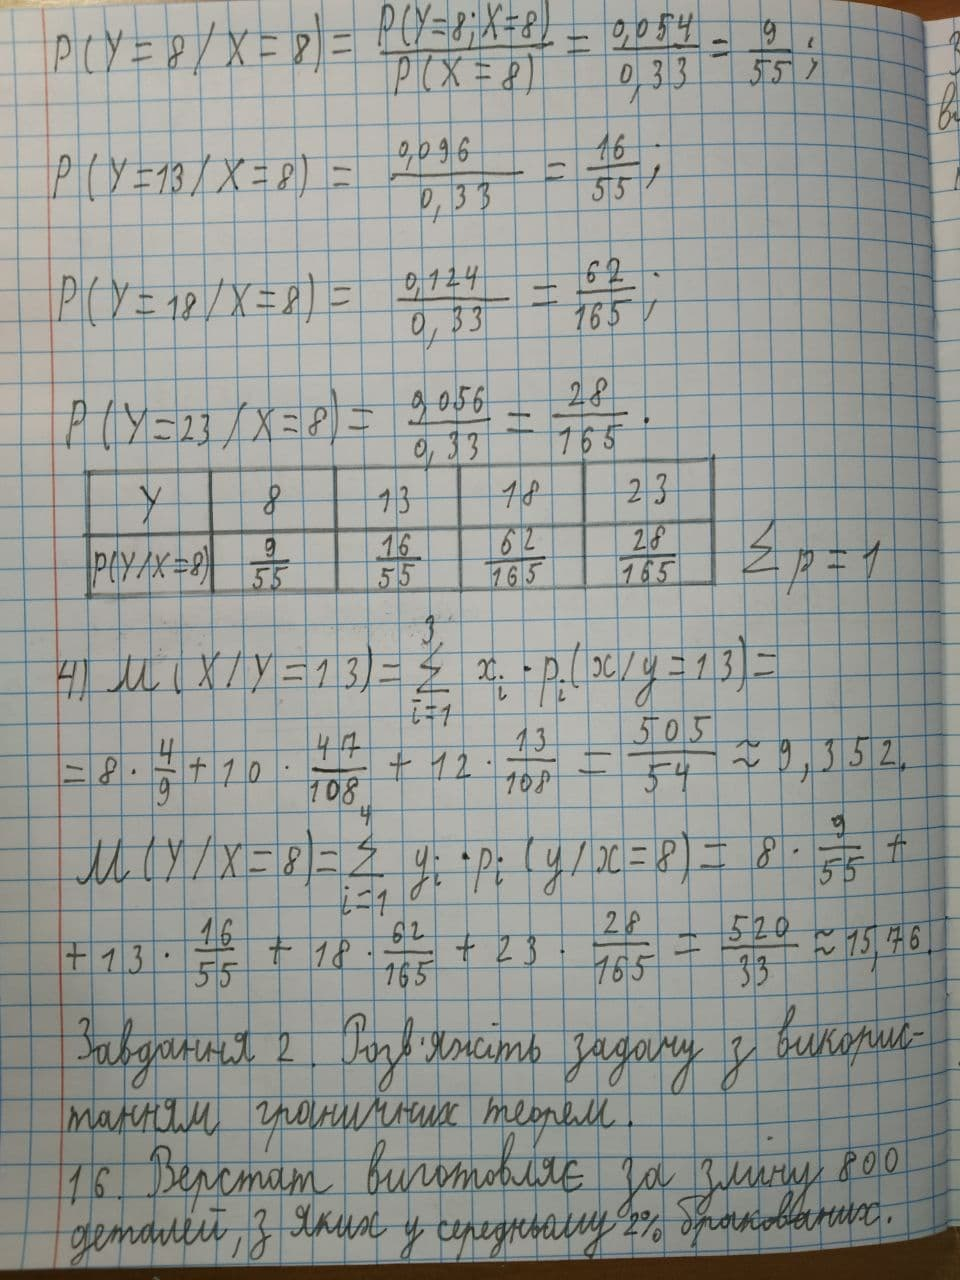 P(Y=8/X=8) = P(Y=8; X=8)/P(X=8) = 0,054/0,33 = 9/55;
P(Y=13/X=8) = 0,096/0,33 = 16/55;
P(Y=18/X=8) = 0,124/0,33 = 62/165;
P(Y=23/X=8) = 0,056/0,33 = 28/165.
Y 8 13 18 23
P(Y/X=8) 9/55 16/55 62/165 28/165 ∑ p = 1
4) M(X/Y=13) = ∑_{i=1}^{3} x_i · p_i(x/y=13) =
= 8 · 4/9 + 10 · 47/108 + 12 · 13/108 = 505/54 ≈ 9,352.
M(Y/X=8) = ∑_{i=1}^{4} y_i · p_i (y/x=8) = 8 · 9/55 +
+ 13 · 16/55 + 18 · 62/165 + 23 · 28/165 = 520/33 ≈ 15,76.
Завдання 2. Розв'яжіть задачу з викорис-
танням граничних теорем.
16. Верстат виготовляє за зміну 800
деталей, з яких у середньому 2% бракованих.